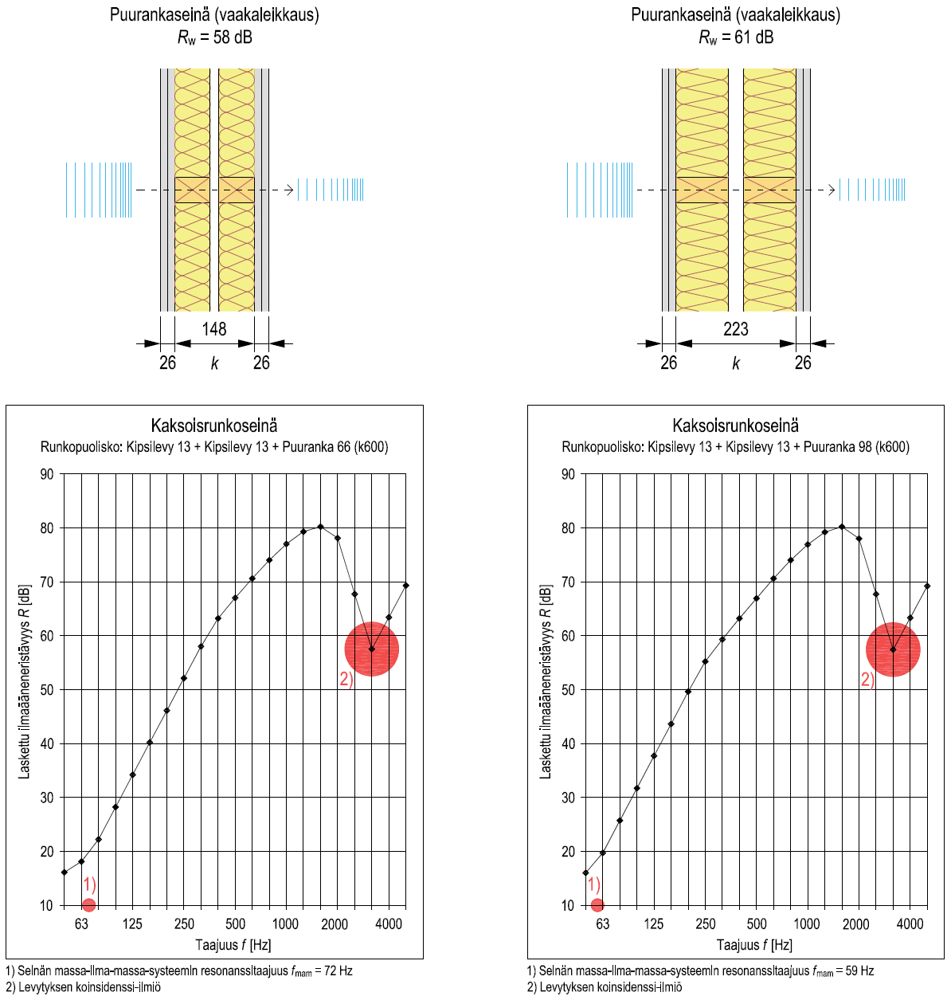 Puurankaseinä (vaakaleikkaus)
Rw = 58 dB
148
26 k 26
Kaksoisrunkoseinä
Runkopuolisko: Kipsilevy 13 + Kipsilevy 13 + Puuranka 66 (k600)
Laskettu ilmaääneneristävyys R [dB]
90
80
70
60
50
40
30
20
10
2)
1)
63 125 250 500 1000 2000 4000
Taajuus f [Hz]
1) Seinän massa-ilma-massa-systeemin resonanssitaajuus fmam = 72 Hz
2) Levytyksen koinsidenssi-ilmiö
Puurankaseinä (vaakaleikkaus)
Rw = 61 dB
223
26 k 26
Kaksoisrunkoseinä
Runkopuolisko: Kipsilevy 13 + Kipsilevy 13 + Puuranka 98 (k600)
Laskettu ilmaääneneristävyys R [dB]
90
80
70
60
50
40
30
20
10
2)
1)
63 125 250 500 1000 2000 4000
Taajuus f [Hz]
1) Seinän massa-ilma-massa-systeemin resonanssitaajuus fmam = 59 Hz
2) Levytyksen koinsidenssi-ilmiö